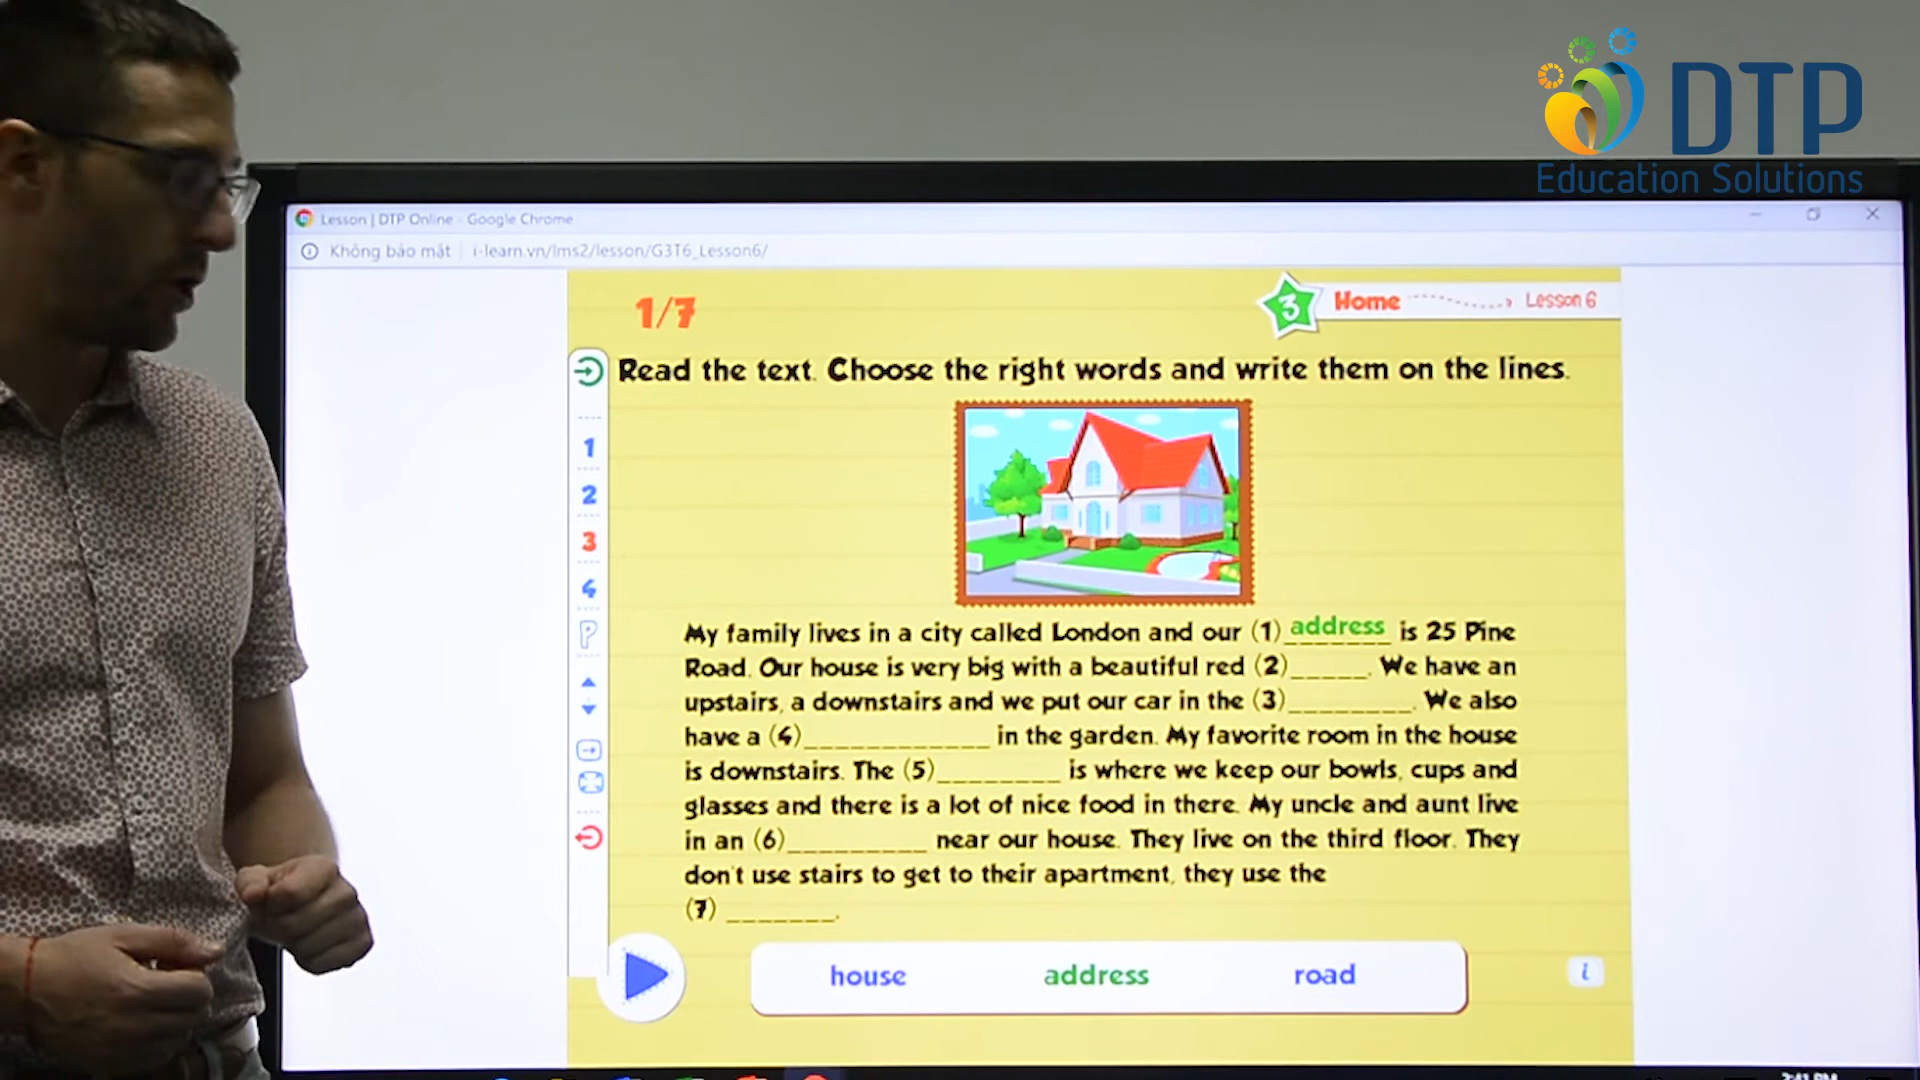 DTP
Education Solutions
Lesson | DTP Online - Google Chrome
Không bảo mật | i-learn.vn/lms2/lesson/G3T6_Lesson6/
1/7
3 Home Lesson 6
Read the text. Choose the right words and write them on the lines.
1
2
3
4
P
My family lives in a city called London and our (1) address is 25 Pine
Road. Our house is very big with a beautiful red (2)_____. We have an
upstairs, a downstairs and we put our car in the (3)________. We also
have a (4)____________ in the garden. My favorite room in the house
is downstairs. The (5)________ is where we keep our bowls, cups and
glasses and there is a lot of nice food in there. My uncle and aunt live
in an (6)_________ near our house. They live on the third floor. They
don't use stairs to get to their apartment, they use the
(7) _______.
house address road
i